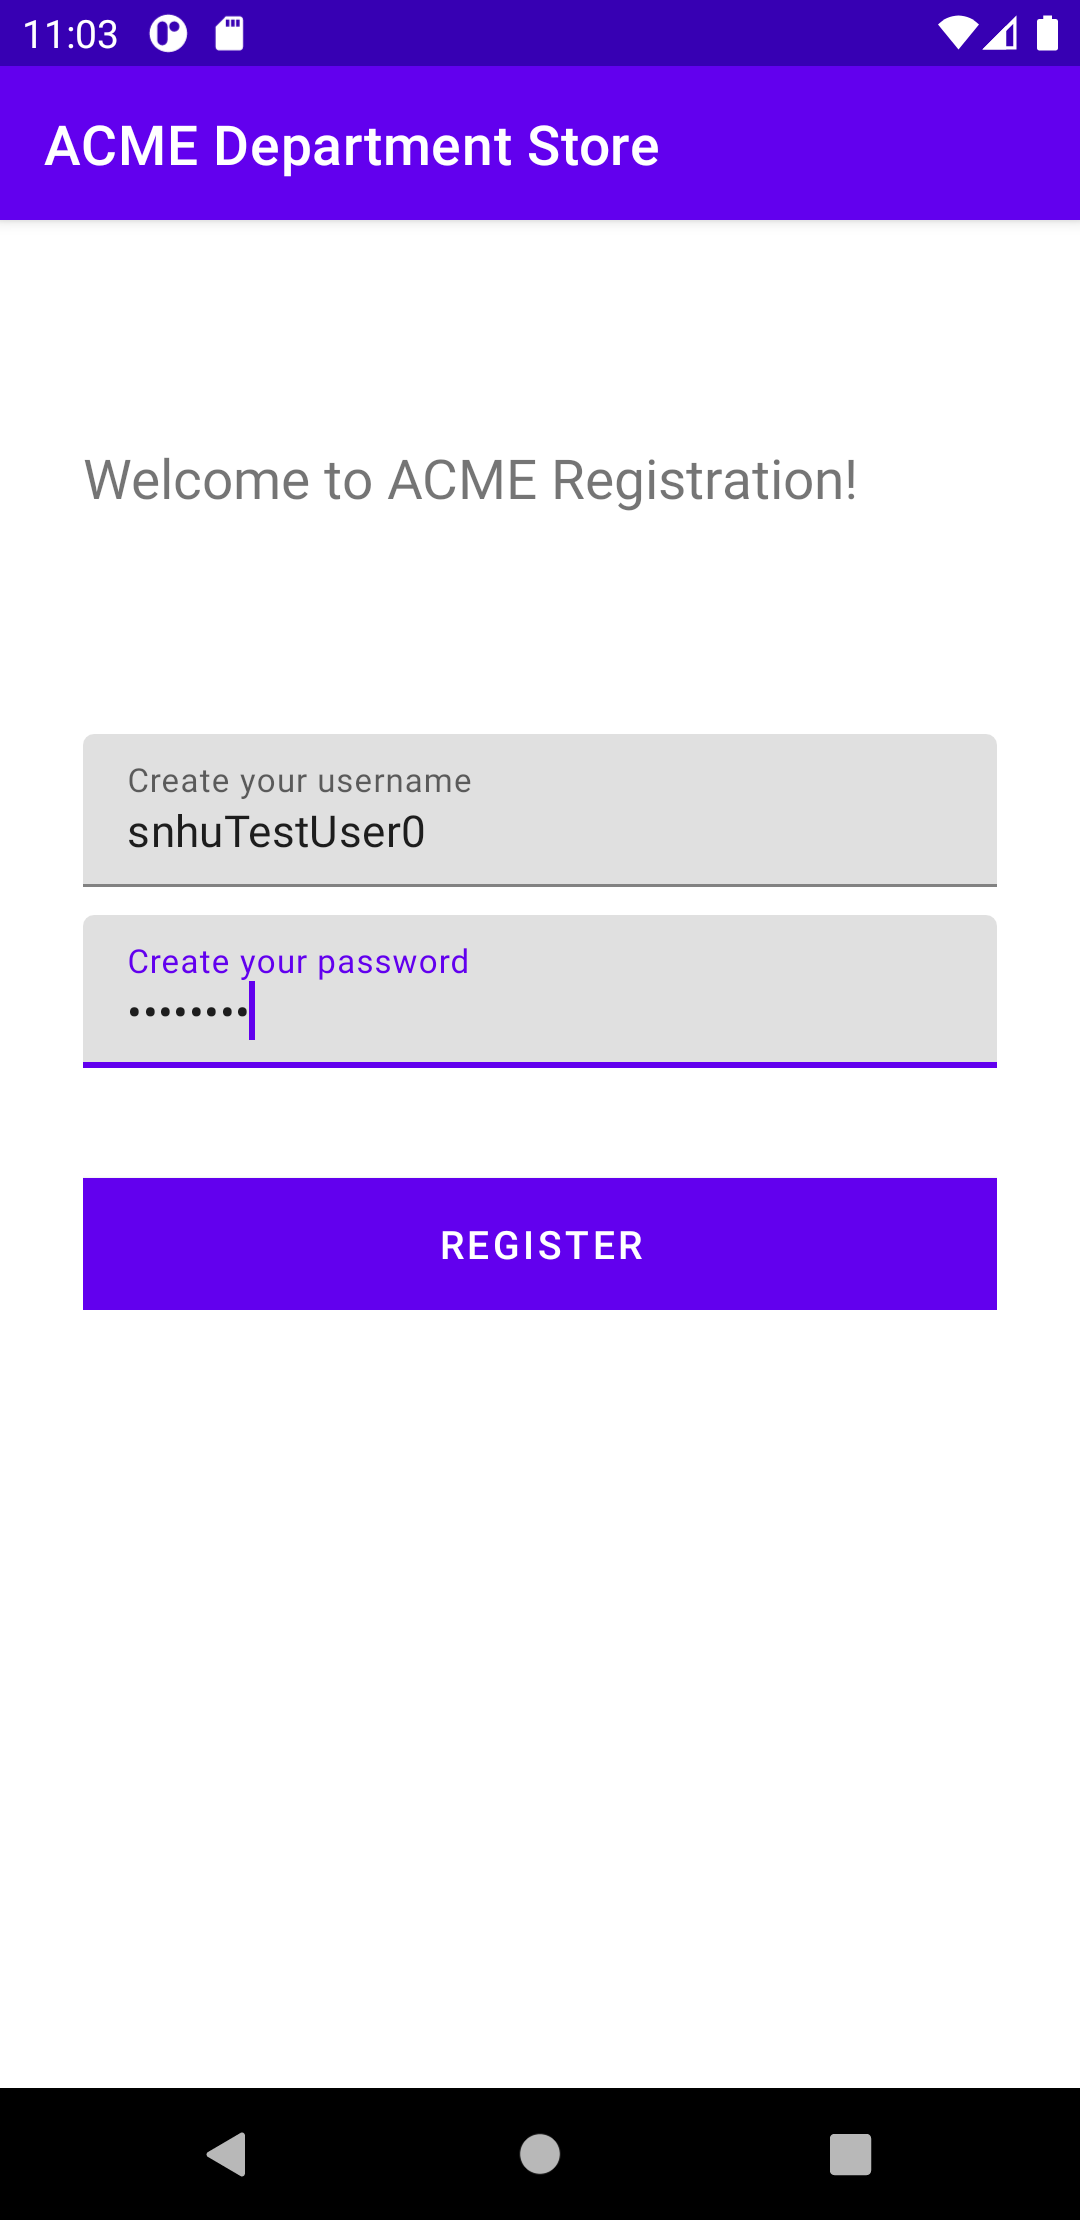 11:03
ACME Department Store
Welcome to ACME Registration!
Create your username
snhuTestUser0
Create your password
••••••••
REGISTER